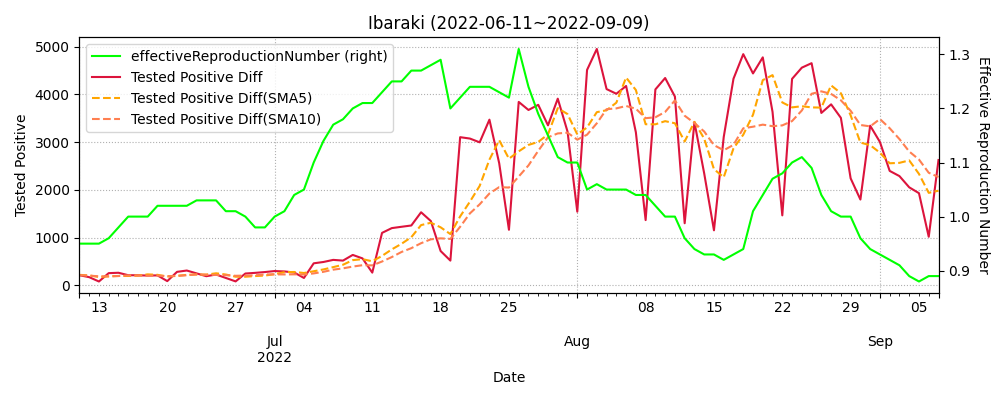 Ibaraki (2022-06-11~2022-09-09)
effectiveReproductionNumber (right)
Tested Positive Diff
Tested Positive Diff(SMA5)
Tested Positive Diff(SMA10)
Tested Positive
5000
4000
3000
2000
1000
0
1.3
1.2
1.1
1.0
0.9
Effective Reproduction Number
13 20 27 04 11 18 25 08 15 22 29 05
Jul Aug Sep
2022
Date